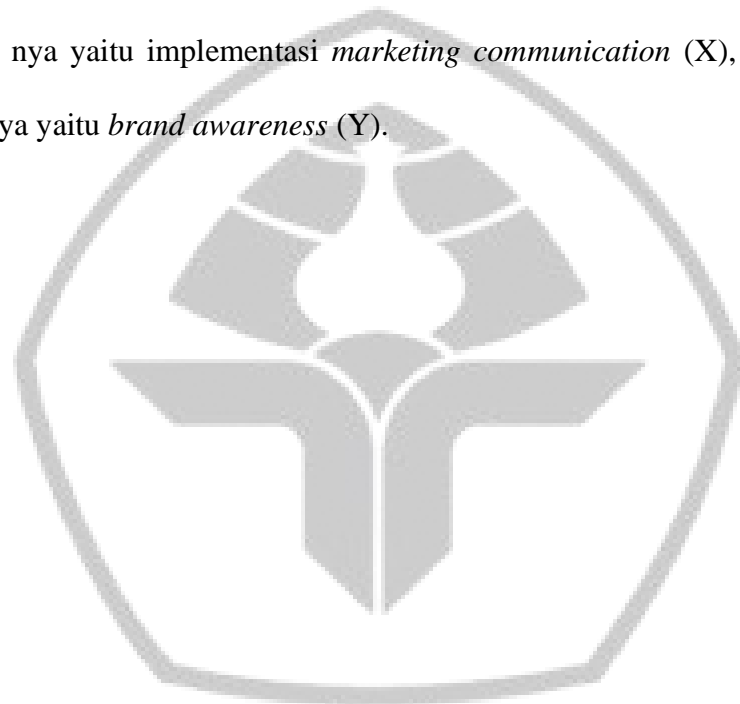 nya yaitu implementasi marketing communication (X),
ya yaitu brand awareness (Y).